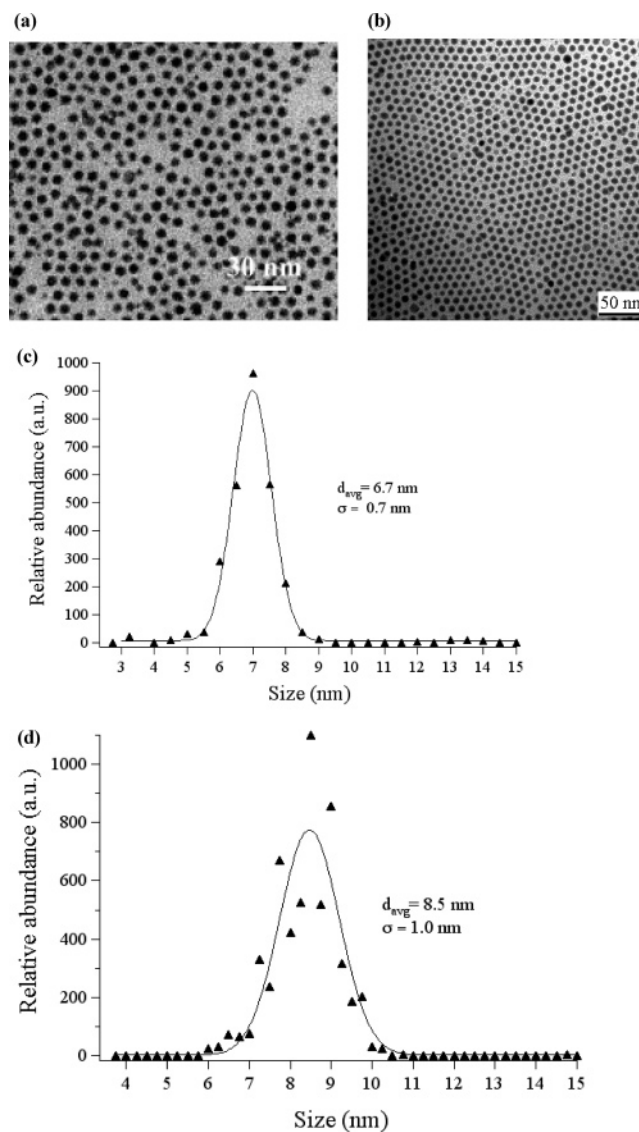 (a)
(b)
30 nm
50 nm
(c)
1000
900
800
700
600
500
400
300
200
100
0
Relative abundance (a.u.)
d_avg = 6.7 nm
σ = 0.7 nm
3 4 5 6 7 8 9 10 11 12 13 14 15
Size (nm)
(d)
1000
800
600
400
200
0
Relative abundance (a.u.)
d_avg = 8.5 nm
σ = 1.0 nm
4 5 6 7 8 9 10 11 12 13 14 15
Size (nm)